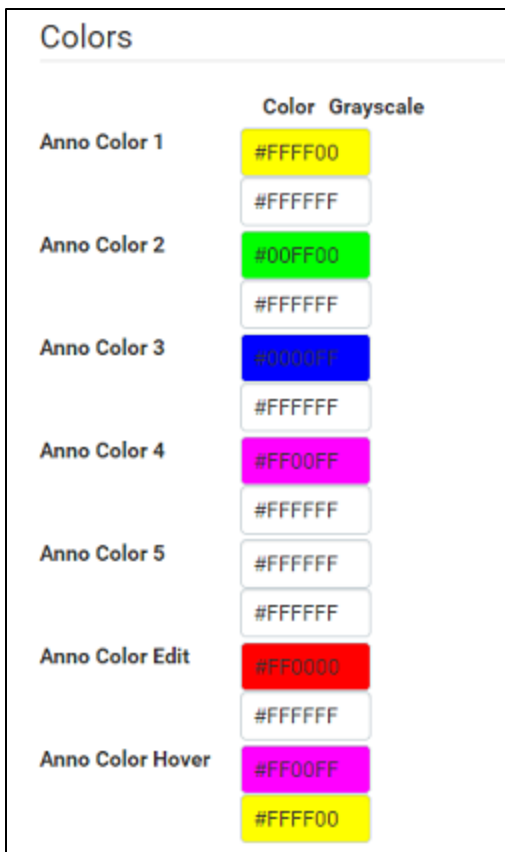 Colors
Color Grayscale
Anno Color 1
#FFFF00
#FFFFFF
Anno Color 2
#00FF00
#FFFFFF
Anno Color 3
#0000FF
#FFFFFF
Anno Color 4
#FF00FF
#FFFFFF
Anno Color 5
#FFFFFF
#FFFFFF
Anno Color Edit
#FF0000
#FFFFFF
Anno Color Hover
#FF00FF
#FFFF00